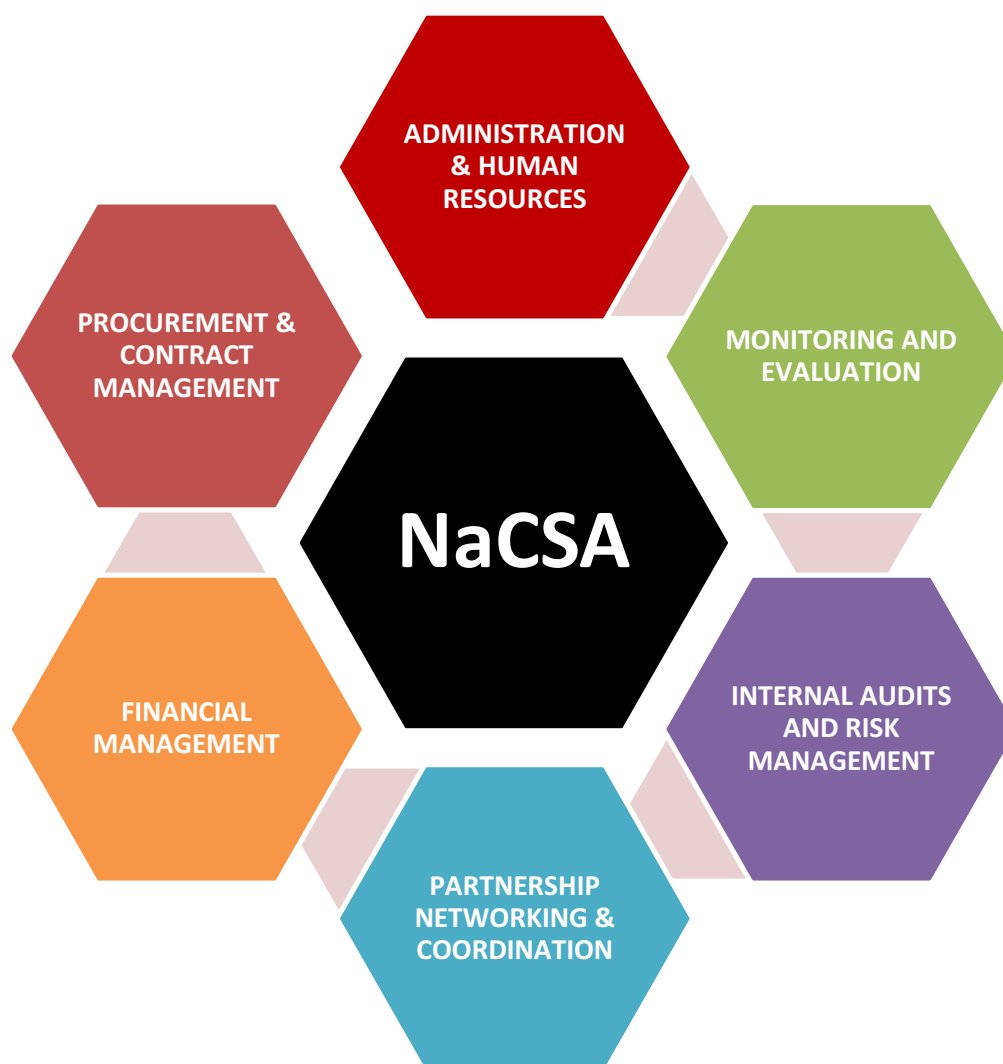 ADMINISTRATION
& HUMAN
RESOURCES
MONITORING AND
EVALUATION
INTERNAL AUDITS
AND RISK
MANAGEMENT
PARTNERSHIP
NETWORKING &
COORDINATION
FINANCIAL
MANAGEMENT
PROCUREMENT &
CONTRACT
MANAGEMENT
NaCSA